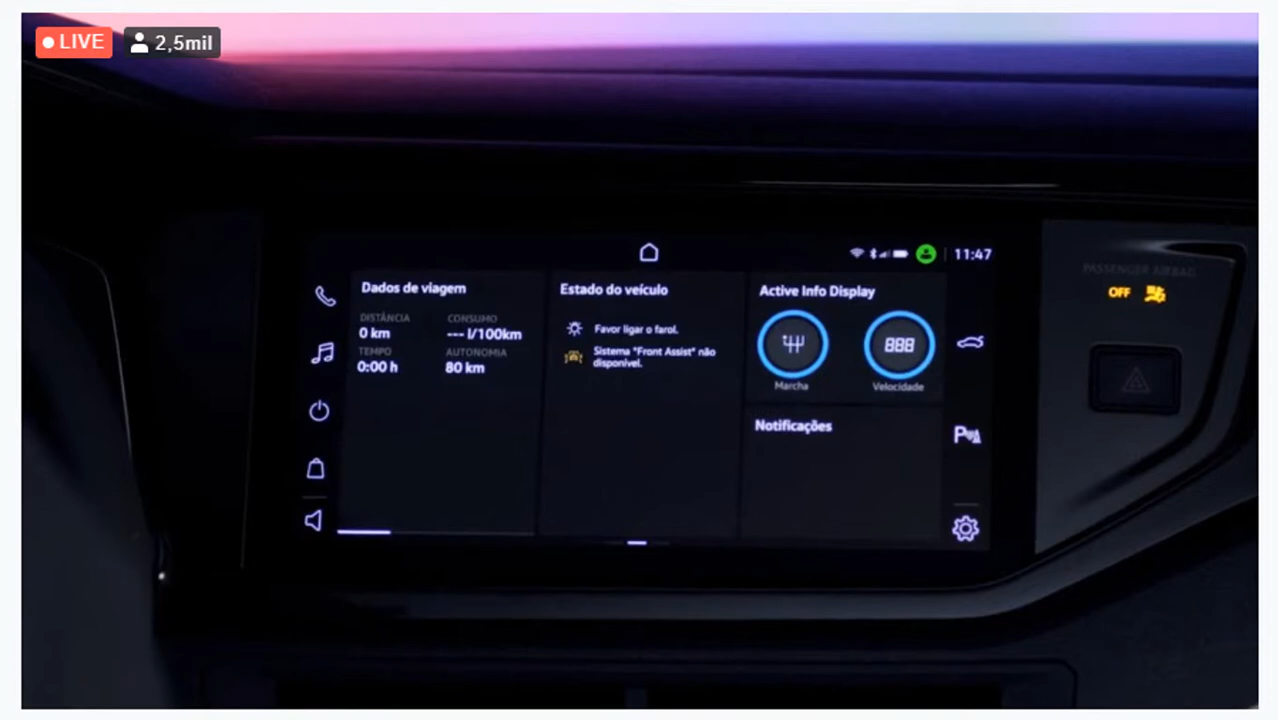 LIVE
2,5mil
11:47
PASSENGER AIRBAG
OFF
Dados de viagem
DISTÂNCIA
CONSUMO
0 km
--- l/100km
TEMPO
AUTONOMIA
0:00 h
80 km
Estado do veículo
Favor ligar o farol.
Sistema "Front Assist" não
disponível.
Active Info Display
888
Marcha
Velocidade
Notificações
P